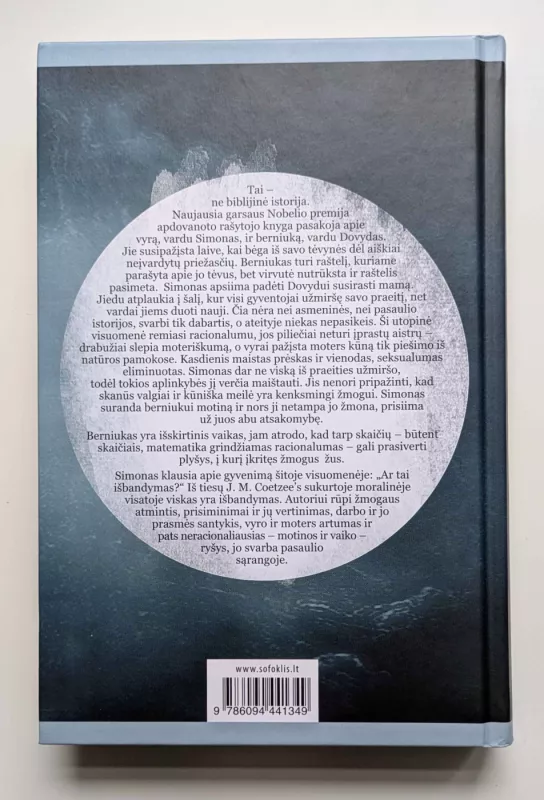 Tai –
ne biblijinė istorija.
Naujausia garsaus Nobelio premija
apdovanoto rašytojo knyga pasakoja apie
vyrą, vardu Simonas, ir berniuką, vardu Dovydas.
Jie susipažįsta laive, kai bėga iš savo tėvynės dėl aiškiai
neįvardytų priežasčių. Berniukas turi raštelį, kuriame
parašyta apie jo tėvus, bet virvutė nutrūksta ir raštelis
pasimeta. Simonas apsiima padėti Dovydui susirasti mamą.
Jiedu atplaukia į šalį, kur visi gyventojai užmiršę savo praeitį, net
vardai jiems duoti nauji. Čia nėra nei asmeninės, nei pasaulio
istorijos, svarbi tik dabartis, o ateityje niekas nepasikeis. Ši utopinė
visuomenė remiasi racionalumu, jos piliečiai neturi įprastų aistrų –
drabužiai slepia moteriškumą, o vyrai pažįsta moters kūną tik piešimo iš
natūros pamokose. Kasdienis maistas prėskas ir vienodas, seksualumas
eliminuotas. Simonas dar ne viską iš praeities užmiršo,
todėl tokios aplinkybės jį verčia maištauti. Jis nenori pripažinti, kad
skanūs valgiai ir kūniška meilė yra kenksmingi žmogui. Simonas
suranda berniukui motiną ir nors ji netampa jo žmona, prisiima
už juos abu atsakomybę.
Berniukas yra išskirtinis vaikas, jam atrodo, kad tarp skaičių – būtent
skaičiais, matematika grindžiamas racionalumas – gali prasiverti
plyšys, į kurį įkritęs žmogus žus.
Simonas klausia apie gyvenimą šitoje visuomenėje: „Ar tai
išbandymas?“ Iš tiesų J. M. Coetzee's sukurtoje moralinėje
visatoje viskas yra išbandymas. Autoriui rūpi žmogaus
atmintis, prisiminimai ir jų vertinimas, darbo ir jo
prasmės santykis, vyro ir moters artumas ir
pats neracionaliausias – motinos ir vaiko –
ryšys, jo svarba pasaulio
sąrangoje.
www.sofoklis.lt
9 786094 441349